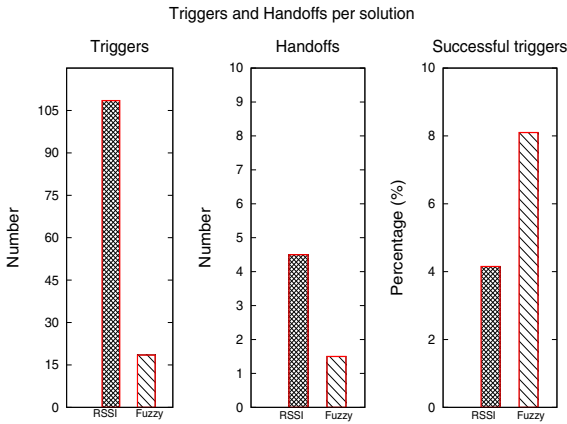 Triggers and Handoffs per solution
Triggers
Handoffs
Successful triggers
Number
105
90
75
60
45
30
15
0
RSSI
Fuzzy
Number
10
9
8
7
6
5
4
3
2
1
0
RSSI
Fuzzy
Percentage (%)
10
8
6
4
2
0
RSSI
Fuzzy